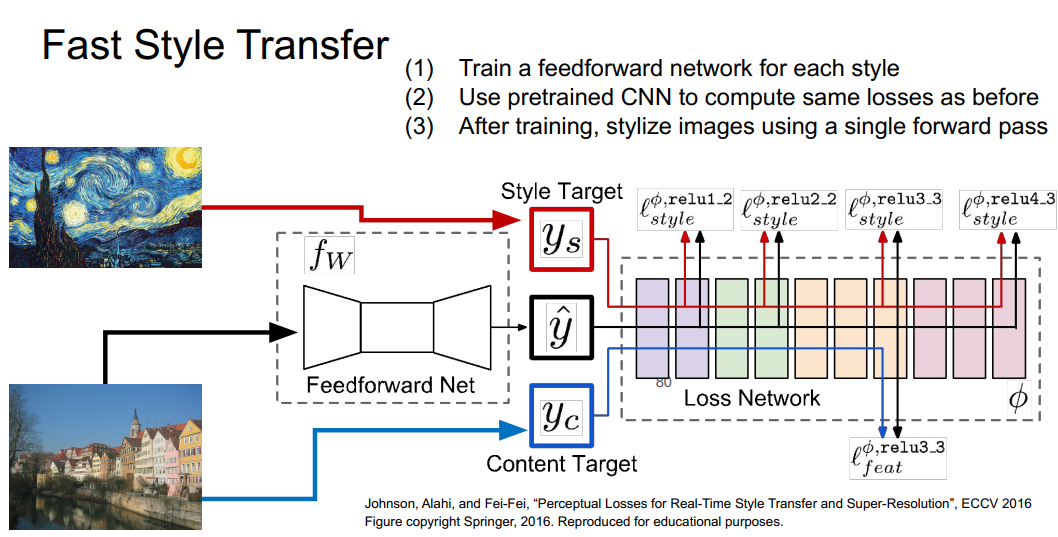 Fast Style Transfer
(1) Train a feedforward network for each style
(2) Use pretrained CNN to compute same losses as before
(3) After training, stylize images using a single forward pass
Style Target
y_s
f_W
ŷ
Feedforward Net
y_c
Content Target
ℓ^{ϕ,relu1_2}_{style}
ℓ^{ϕ,relu2_2}_{style}
ℓ^{ϕ,relu3_3}_{style}
ℓ^{ϕ,relu4_3}_{style}
80
Loss Network
ϕ
ℓ^{ϕ,relu3_3}_{feat}
Johnson, Alahi, and Fei-Fei, “Perceptual Losses for Real-Time Style Transfer and Super-Resolution”, ECCV 2016
Figure copyright Springer, 2016. Reproduced for educational purposes.